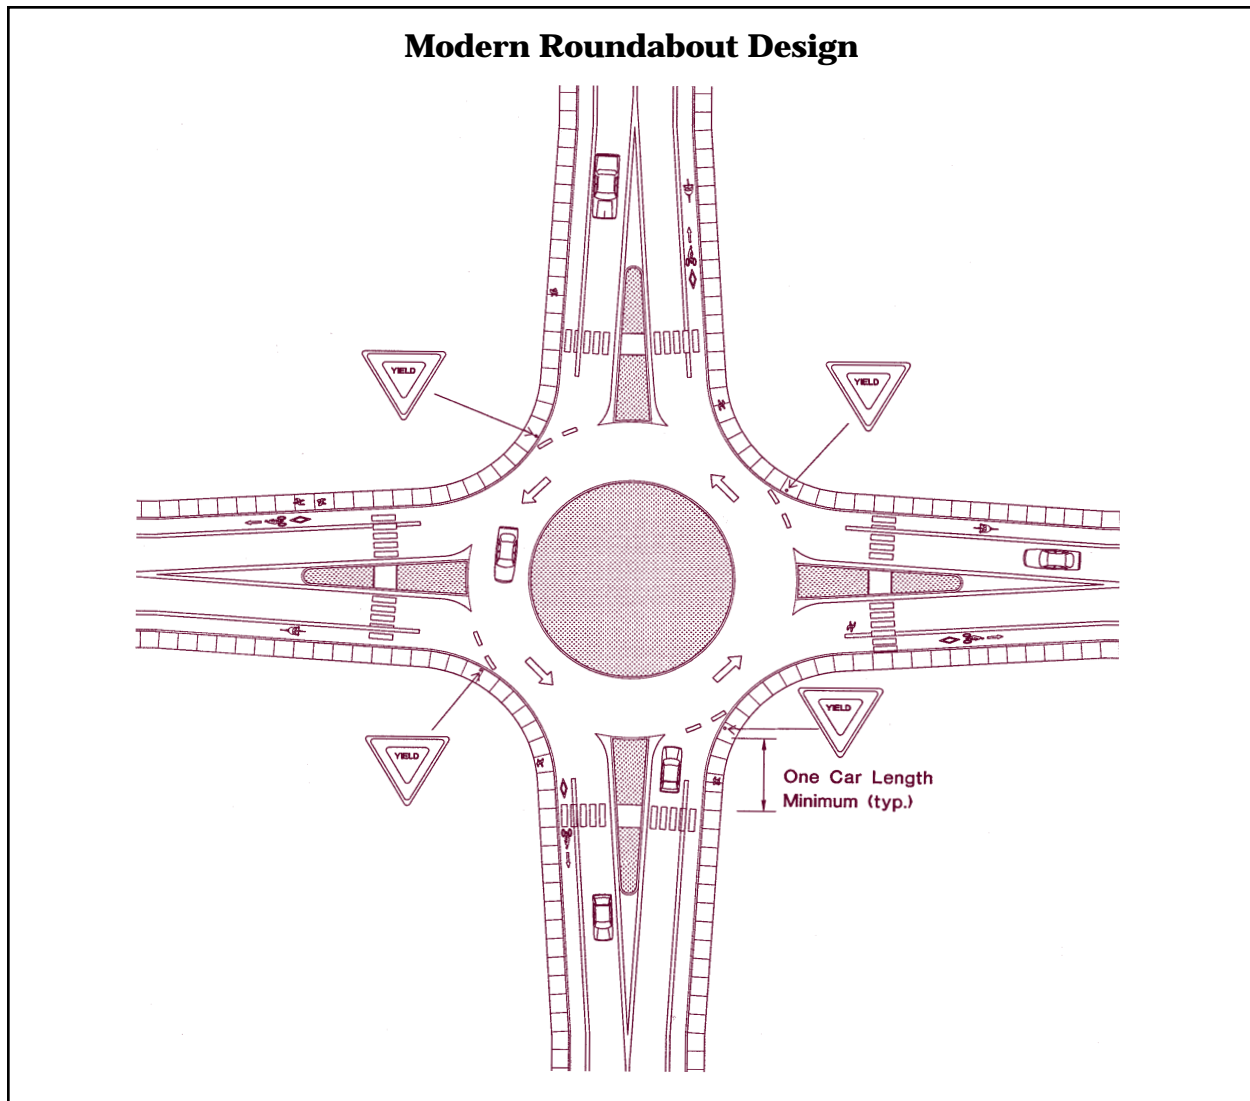 Modern Roundabout Design
YIELD
YIELD
YIELD
YIELD
One Car Length
Minimum (typ.)